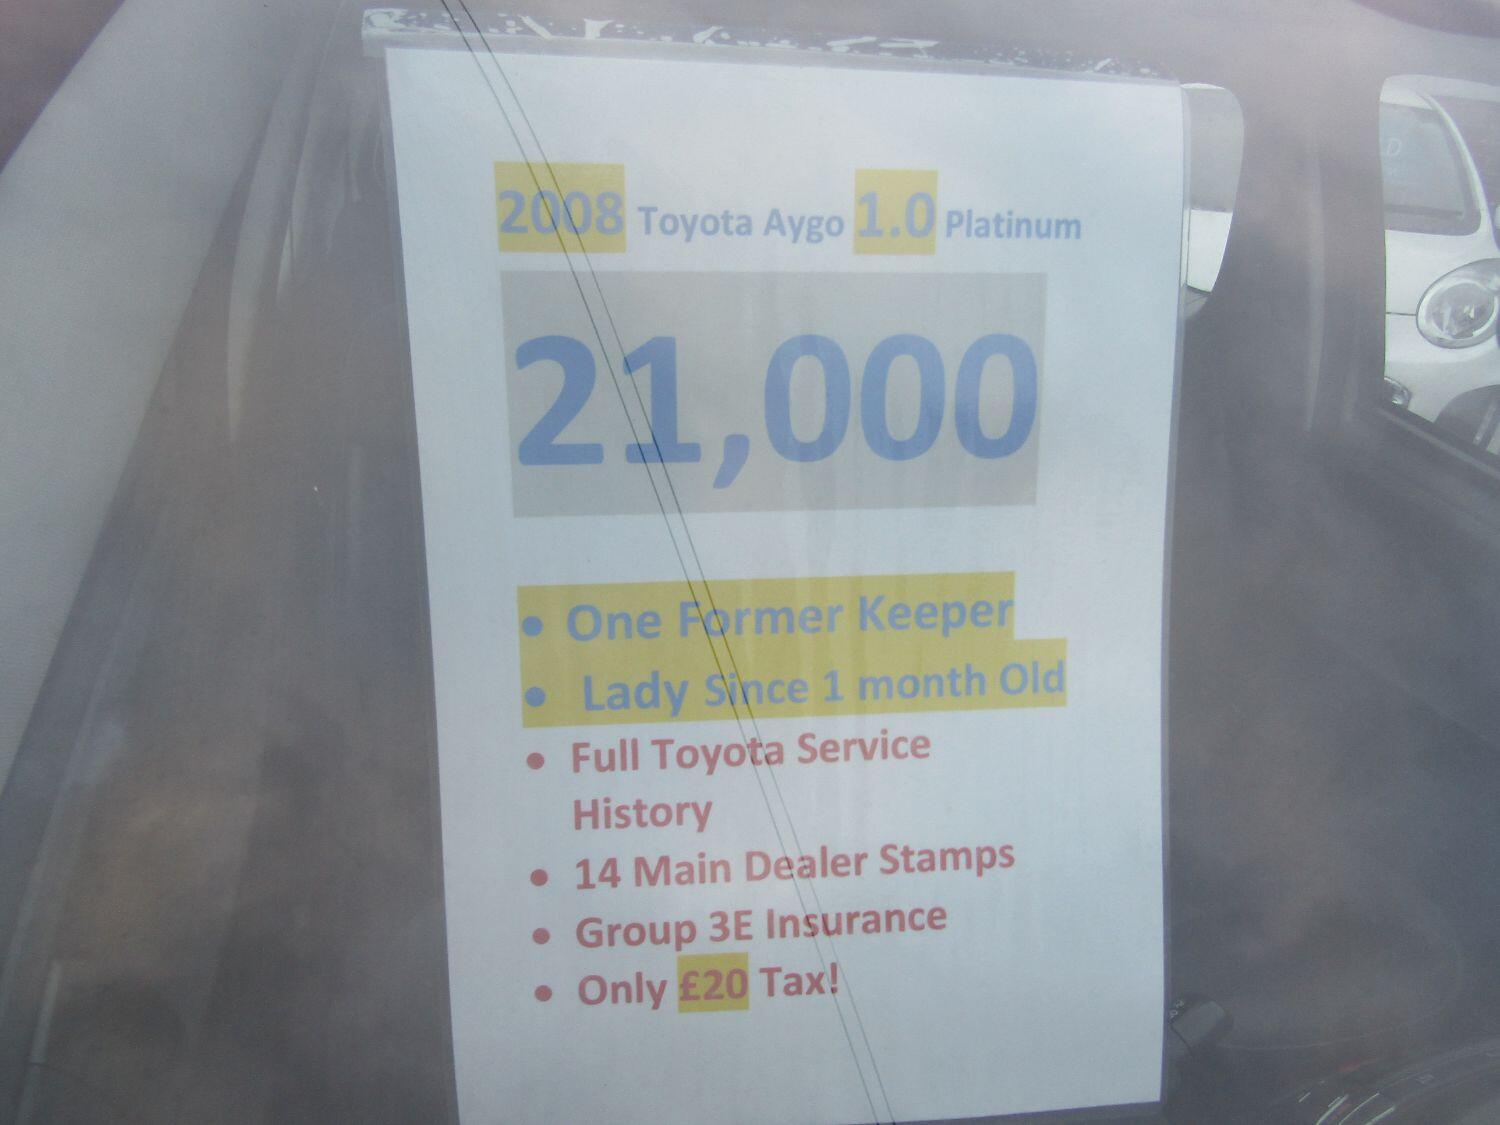 2008 Toyota Aygo 1.0 Platinum
21,000
• One Former Keeper
• Lady Since 1 month Old
• Full Toyota Service
History
• 14 Main Dealer Stamps
• Group 3E Insurance
• Only £20 Tax!